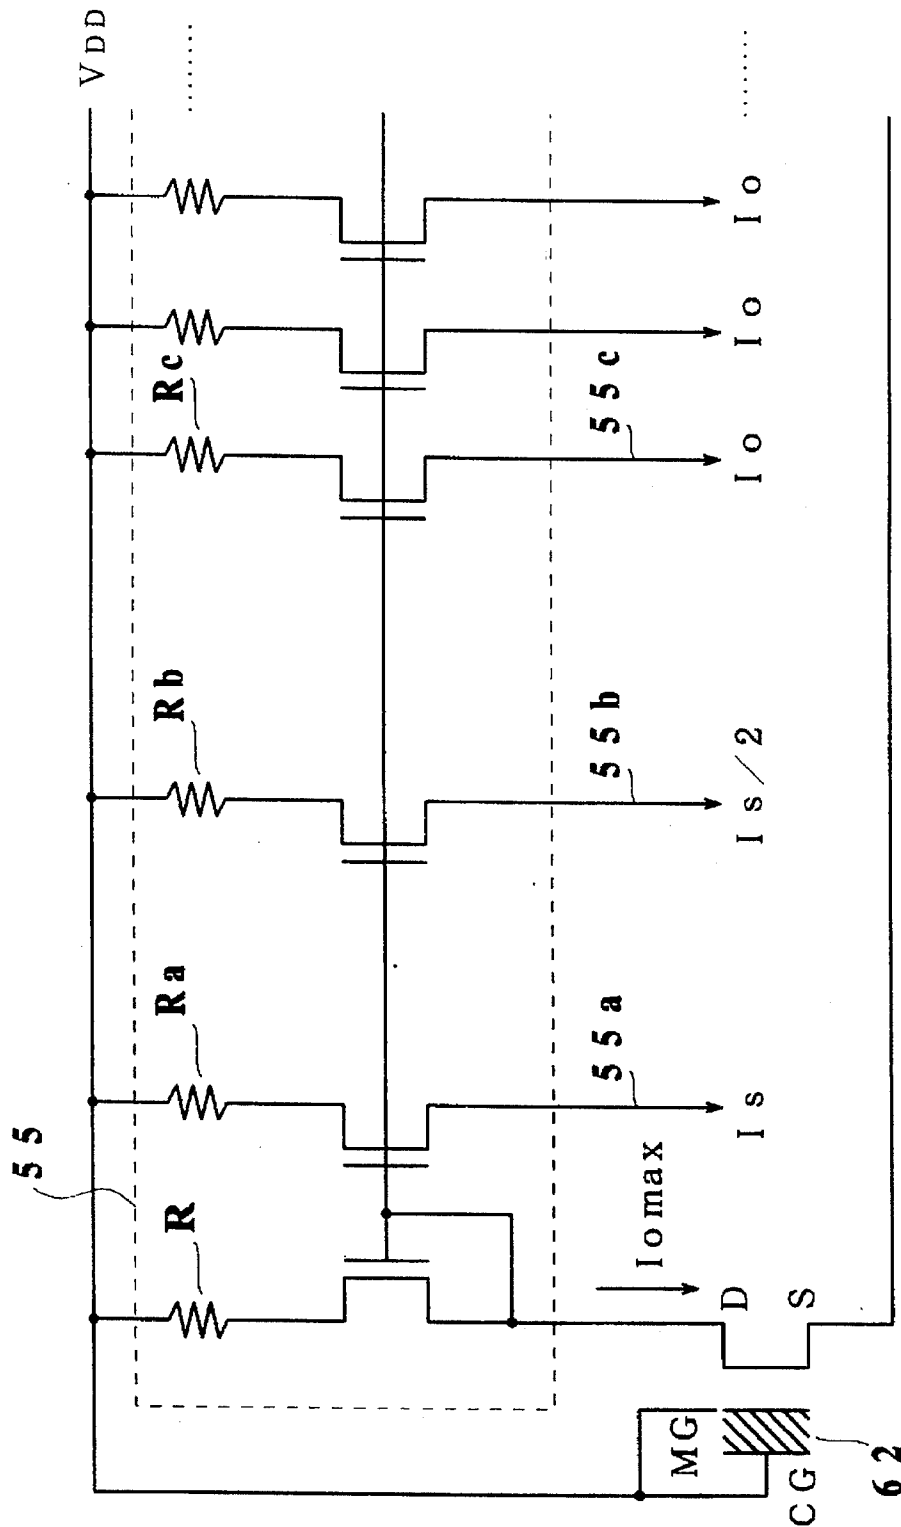 55
VDD
R
Ra
Rb
Rc
........
55a
55b
55c
Iomax
Is
Is/2
Io
Io
Io
........
D
S
MG
CG
62